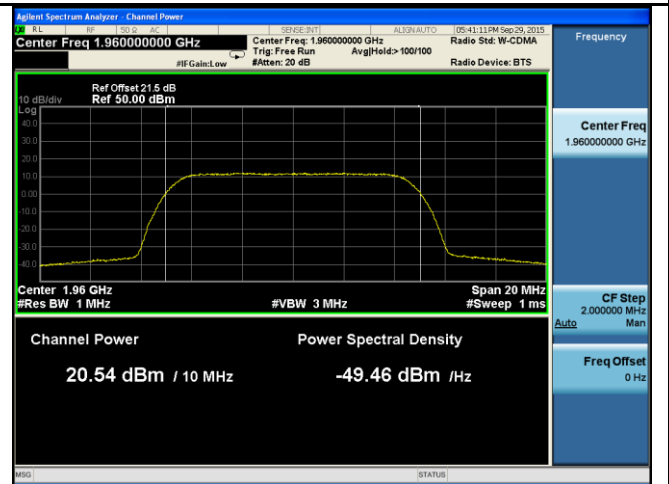 Agilent Spectrum Analyzer - Channel Power
RL RF 50 Ω AC SENSE:INT ALIGNAUTO 05:41:11PM Sep 29, 2015
Center Freq 1.960000000 GHz
Center Freq: 1.960000000 GHz
Radio Std: W-CDMA
Trig: Free Run Avg|Hold:>100/100
#IFGain:Low
#Atten: 20 dB
Radio Device: BTS
Ref Offset 21.5 dB
10 dB/div Ref 50.00 dBm
Log
40.0
30.0
20.0
10.0
0.00
-10.0
-20.0
-30.0
-40.0
Center 1.96 GHz Span 20 MHz
#Res BW 1 MHz #VBW 3 MHz #Sweep 1 ms
Channel Power
Power Spectral Density
20.54 dBm / 10 MHz
-49.46 dBm /Hz
MSG STATUS
Frequency
Center Freq
1.960000000 GHz
CF Step
2.000000 MHz
Auto Man
Freq Offset
0 Hz